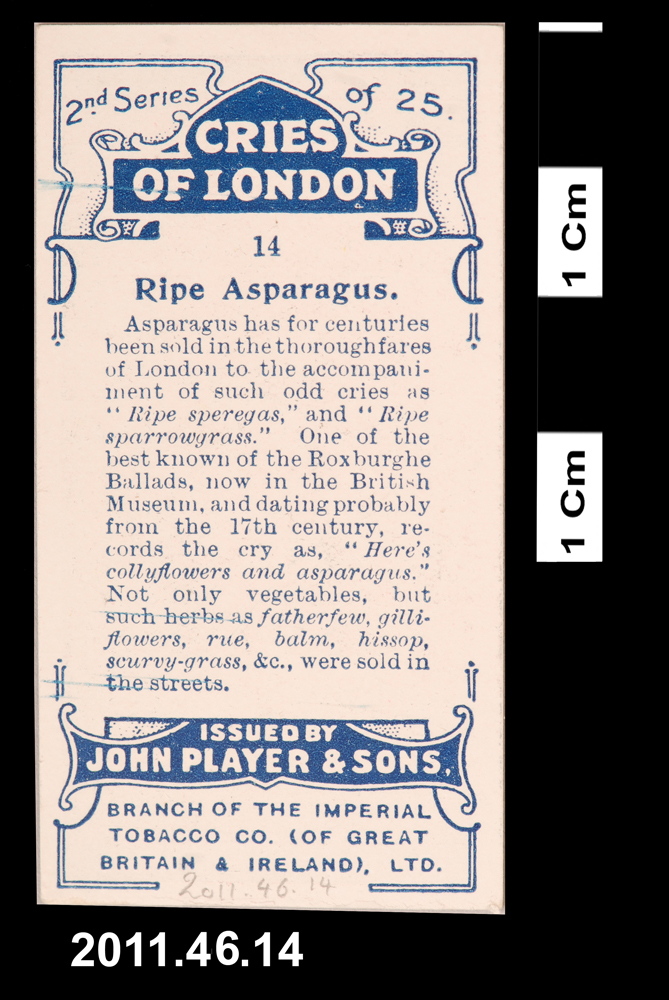 2nd Series of 25.
CRIES
OF LONDON
14
Ripe Asparagus.
Asparagus has for centuries
been sold in the thoroughfares
of London to the accompani-
ment of such odd cries as
“Ripe speregas,” and “Ripe
sparrowgrass.” One of the
best known of the Roxburghe
Ballads, now in the British
Museum, and dating probably
from the 17th century, re-
cords the cry as, “Here's
collyflowers and asparagus.”
Not only vegetables, but
such herbs as fatherfew, gilli-
flowers, rue, balm, hissop,
scurvy-grass, &c., were sold in
the streets.
ISSUED BY
JOHN PLAYER & SONS,
BRANCH OF THE IMPERIAL
TOBACCO CO. (OF GREAT
BRITAIN & IRELAND), LTD.
2011.46.14
2011.46.14
1 Cm
1 Cm